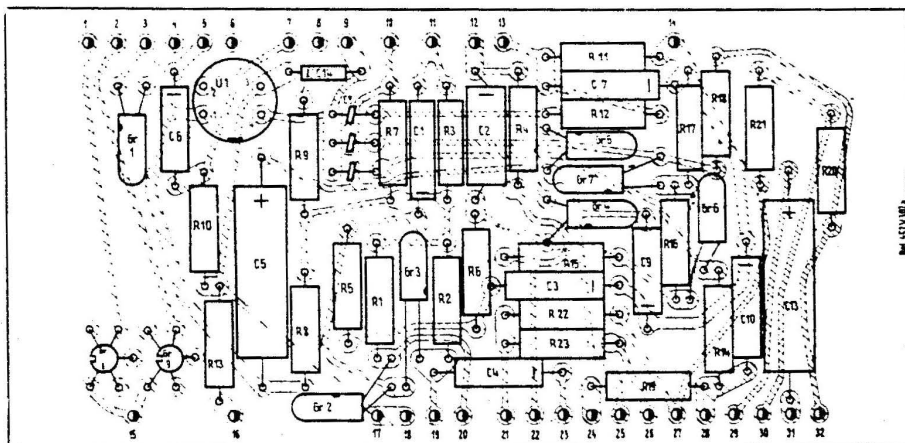 1 2 3 4 5 6 7 8 9 10 11 12 13 14
U1
C14
R11
C7
R12
Gr 1
C6
R9
R7
C1
R3
C2
R4
R17
R18
R21
R20
Gr7
Gr4
Gr6
R10
C5
R5
R1
Gr3
R2
R6
R15
C3
R22
R23
C9
R16
R14
C10
C13
R13
R8
C4
R19
Gr 2
15 16 17 18 19 20 21 22 23 24 25 26 27 28 29 30 31 32